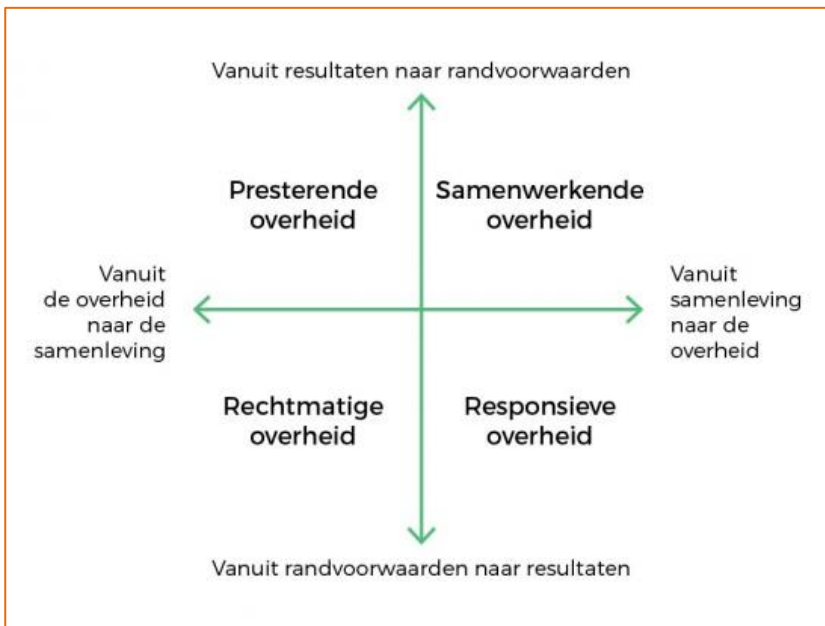 Vanuit resultaten naar randvoorwaarden
Presterende
overheid
Samenwerkende
overheid
Vanuit
de overheid
naar de
samenleving
Vanuit
samenleving
naar de
overheid
Rechtmatige
overheid
Responsieve
overheid
Vanuit randvoorwaarden naar resultaten